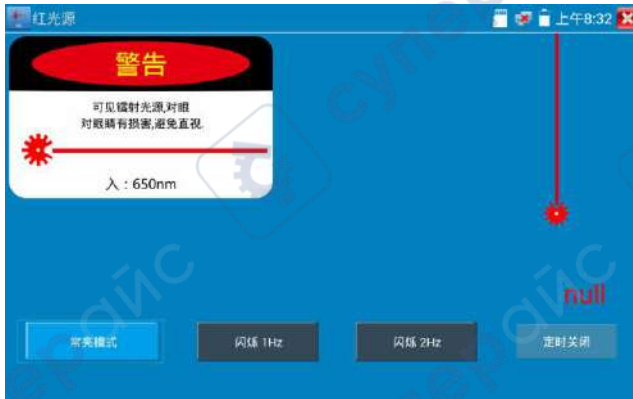 红光源
上午8:32
警告
可见镭射光源,对眼
对眼睛有损害,避免直视.
入：650nm
null
常亮模式
闪烁 1Hz
闪烁 2Hz
定时关闭